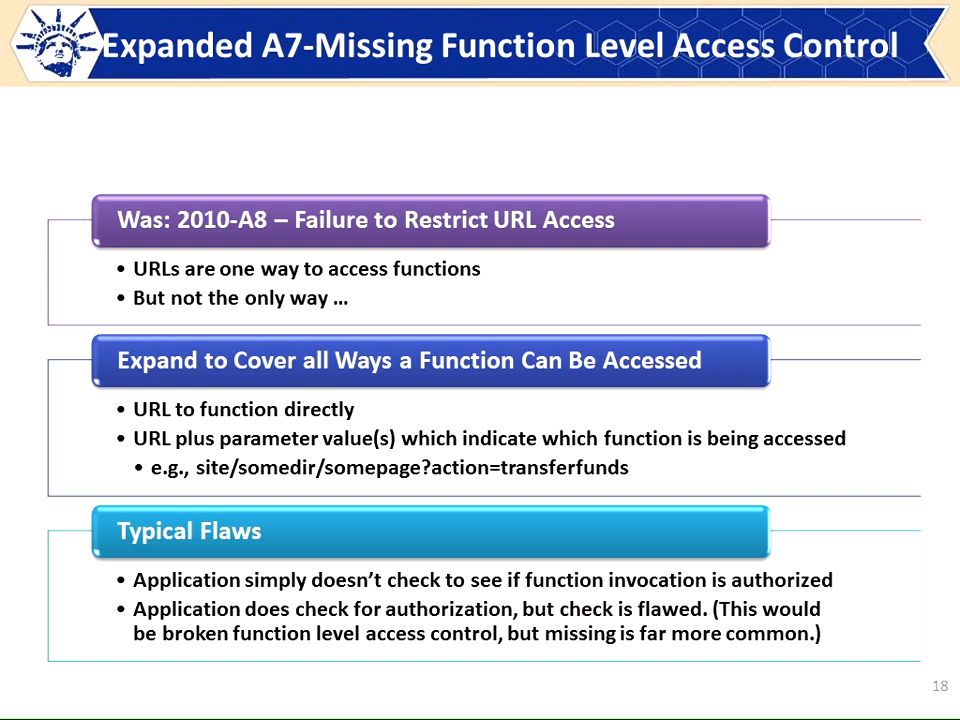 Expanded A7-Missing Function Level Access Control
Was: 2010-A8 – Failure to Restrict URL Access
• URLs are one way to access functions
• But not the only way …
Expand to Cover all Ways a Function Can Be Accessed
• URL to function directly
• URL plus parameter value(s) which indicate which function is being accessed
• e.g., site/somedir/somepage?action=transferfunds
Typical Flaws
• Application simply doesn’t check to see if function invocation is authorized
• Application does check for authorization, but check is flawed. (This would
be broken function level access control, but missing is far more common.)
18